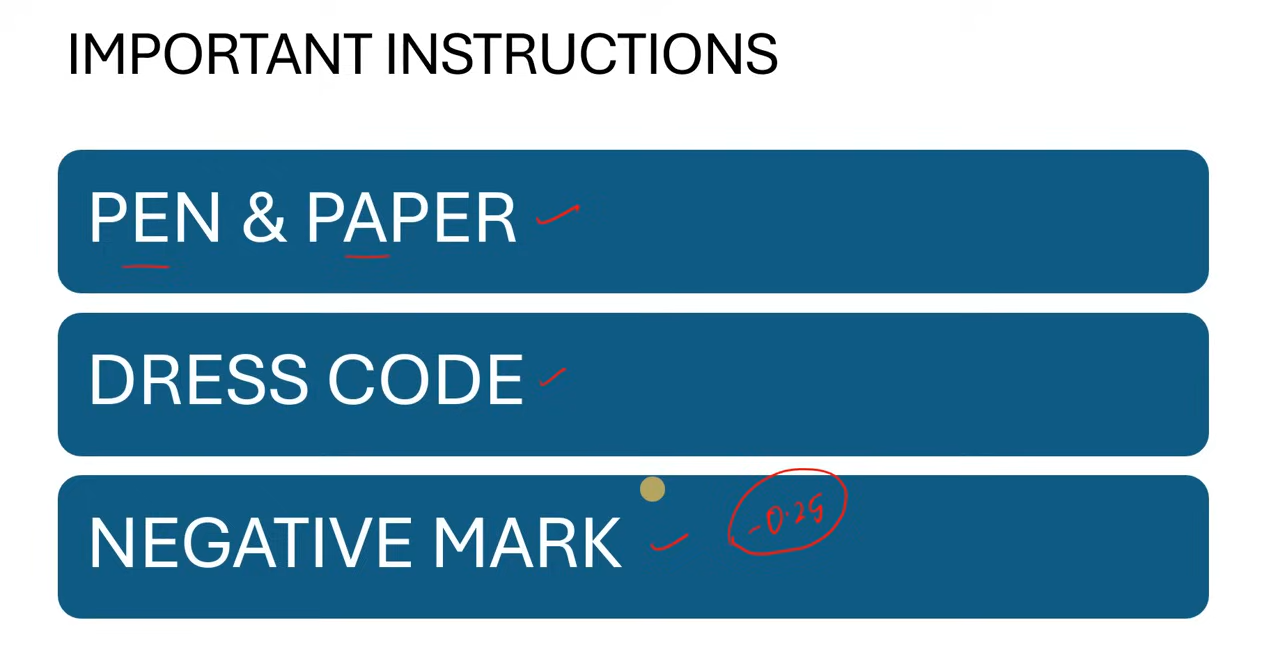 IMPORTANT INSTRUCTIONS
PEN & PAPER
DRESS CODE
NEGATIVE MARK -0.25